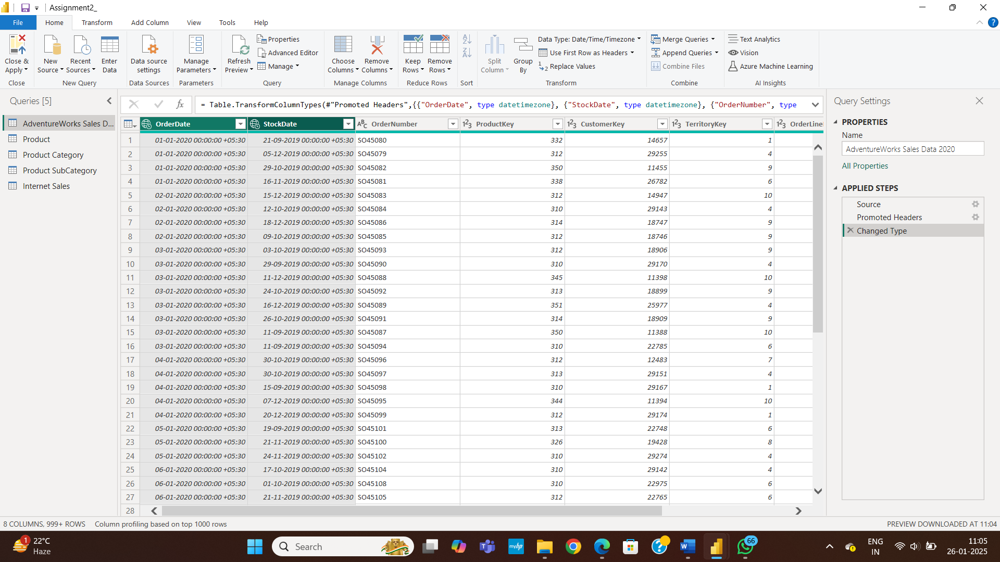 Assignment2_
File Home Transform Add Column View Tools Help
Close & Apply
Close
New Source
Recent Sources
Enter Data
New Query
Data source settings
Data Sources
Manage Parameters
Parameters
Refresh Preview
Properties
Advanced Editor
Manage
Query
Choose Columns
Remove Columns
Manage Columns
Keep Rows
Remove Rows
Reduce Rows
Sort
Split Column
Group By
Data Type: Date/Time/Timezone
Use First Row as Headers
Replace Values
Transform
Merge Queries
Append Queries
Combine Files
Combine
Text Analytics
Vision
Azure Machine Learning
AI Insights
Queries [5]
AdventureWorks Sales D...
Product
Product Category
Product SubCategory
Internet Sales
fx = Table.TransformColumnTypes(#"Promoted Headers",{{"OrderDate", type datetimezone}, {"StockDate", type datetimezone}, {"OrderNumber", type
OrderDate StockDate OrderNumber ProductKey CustomerKey TerritoryKey OrderLine
1 01-01-2020 00:00:00 +05:30 21-09-2019 00:00:00 +05:30 SO45080 332 14657 1
2 01-01-2020 00:00:00 +05:30 05-12-2019 00:00:00 +05:30 SO45079 312 29255 4
3 01-01-2020 00:00:00 +05:30 29-10-2019 00:00:00 +05:30 SO45082 350 11455 9
4 01-01-2020 00:00:00 +05:30 16-11-2019 00:00:00 +05:30 SO45081 338 26782 6
5 02-01-2020 00:00:00 +05:30 15-12-2019 00:00:00 +05:30 SO45083 312 14947 10
6 02-01-2020 00:00:00 +05:30 12-10-2019 00:00:00 +05:30 SO45084 310 29143 4
7 02-01-2020 00:00:00 +05:30 18-12-2019 00:00:00 +05:30 SO45086 314 18747 9
8 02-01-2020 00:00:00 +05:30 09-10-2019 00:00:00 +05:30 SO45085 312 18746 9
9 03-01-2020 00:00:00 +05:30 03-10-2019 00:00:00 +05:30 SO45093 312 18906 9
10 03-01-2020 00:00:00 +05:30 29-09-2019 00:00:00 +05:30 SO45090 310 29170 4
11 03-01-2020 00:00:00 +05:30 11-12-2019 00:00:00 +05:30 SO45088 345 11398 10
12 03-01-2020 00:00:00 +05:30 24-10-2019 00:00:00 +05:30 SO45092 313 18899 9
13 03-01-2020 00:00:00 +05:30 16-12-2019 00:00:00 +05:30 SO45089 351 25977 4
14 03-01-2020 00:00:00 +05:30 26-10-2019 00:00:00 +05:30 SO45091 314 18909 9
15 03-01-2020 00:00:00 +05:30 11-09-2019 00:00:00 +05:30 SO45087 350 11388 10
16 03-01-2020 00:00:00 +05:30 11-09-2019 00:00:00 +05:30 SO45094 310 22785 6
17 04-01-2020 00:00:00 +05:30 30-10-2019 00:00:00 +05:30 SO45096 312 12483 7
18 04-01-2020 00:00:00 +05:30 30-10-2019 00:00:00 +05:30 SO45097 313 29151 4
19 04-01-2020 00:00:00 +05:30 15-09-2019 00:00:00 +05:30 SO45098 310 29167 1
20 04-01-2020 00:00:00 +05:30 07-12-2019 00:00:00 +05:30 SO45095 344 11394 10
21 04-01-2020 00:00:00 +05:30 20-12-2019 00:00:00 +05:30 SO45099 312 29174 1
22 05-01-2020 00:00:00 +05:30 19-09-2019 00:00:00 +05:30 SO45101 313 22748 6
23 05-01-2020 00:00:00 +05:30 21-11-2019 00:00:00 +05:30 SO45100 326 19428 8
24 05-01-2020 00:00:00 +05:30 24-11-2019 00:00:00 +05:30 SO45102 310 29274 4
25 06-01-2020 00:00:00 +05:30 17-10-2019 00:00:00 +05:30 SO45104 310 29142 4
26 06-01-2020 00:00:00 +05:30 01-10-2019 00:00:00 +05:30 SO45108 310 22975 6
27 06-01-2020 00:00:00 +05:30 21-11-2019 00:00:00 +05:30 SO45105 312 22765 6
28
Query Settings
PROPERTIES
Name
AdventureWorks Sales Data 2020
All Properties
APPLIED STEPS
Source
Promoted Headers
Changed Type
8 COLUMNS, 999+ ROWS Column profiling based on top 1000 rows PREVIEW DOWNLOADED AT 11:04
1
22°C
Haze
Search
myhp
66
ENG
IN
11:05
26-01-2025